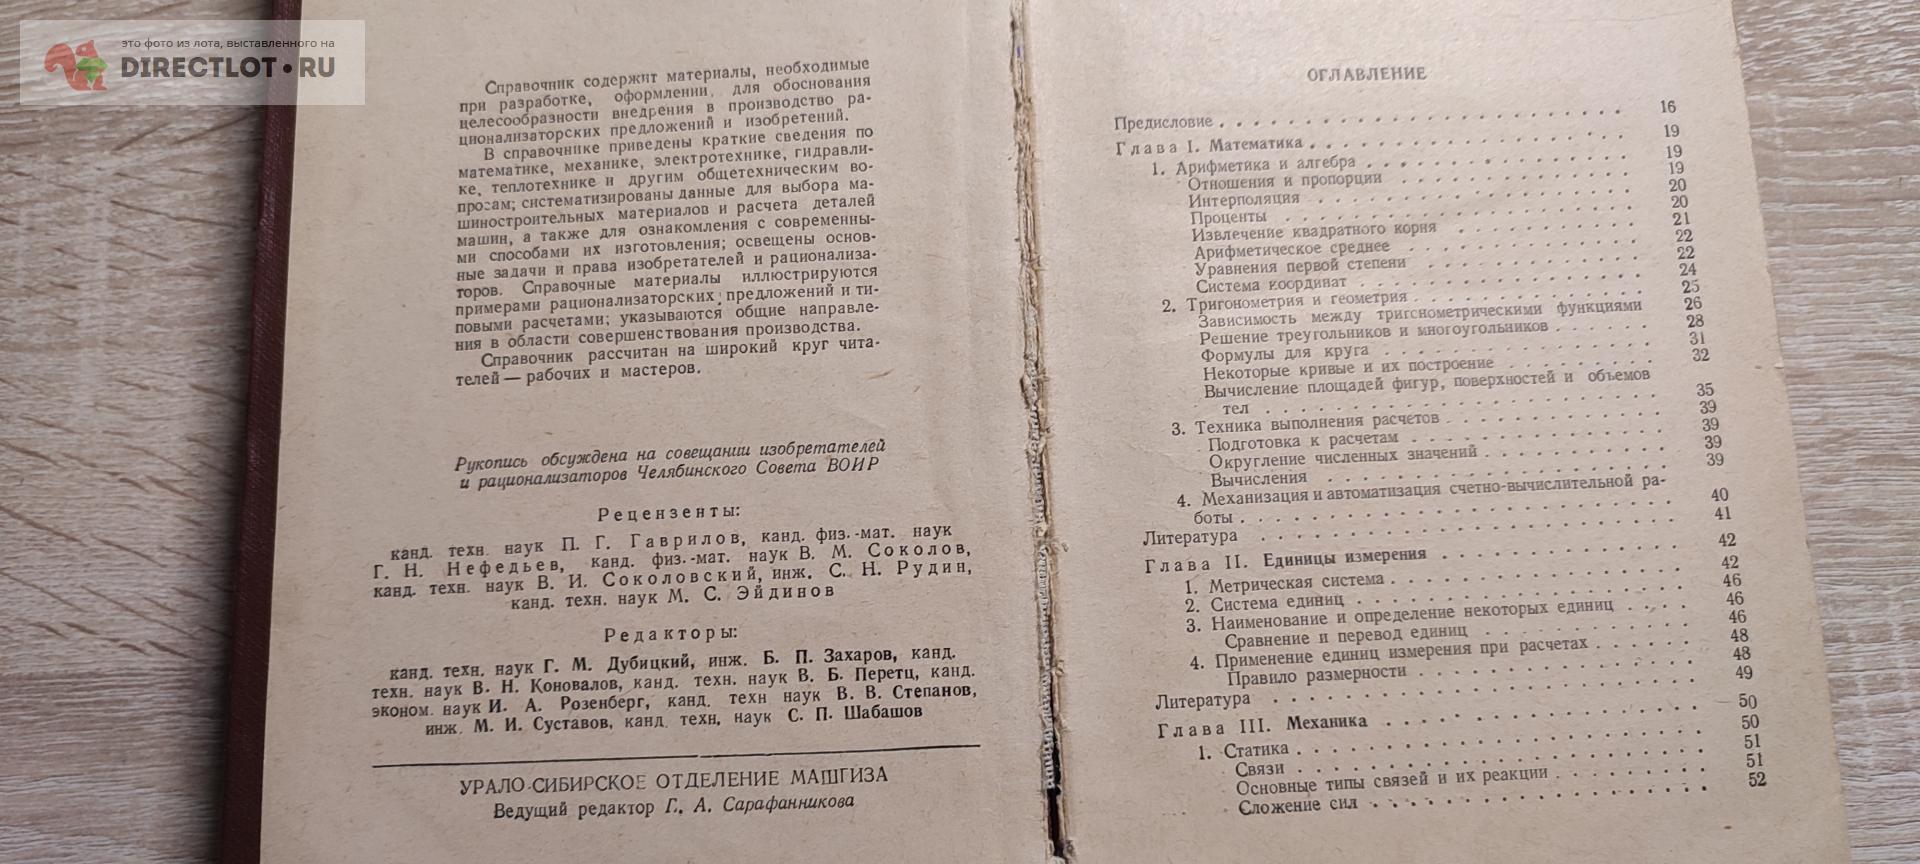 это фото из лота, выставленного на
DIRECTLOT•RU
Справочник содержит материалы, необходимые
при разработке, оформлении, для обоснования
целесообразности внедрения в производство ра-
ционализаторских предложений и изобретений.
В справочнике приведены краткие сведения по
математике, механике, электротехнике, гидравли-
ке, теплотехнике и другим общетехническим во-
просам; систематизированы данные для выбора ма-
шиностроительных материалов и расчета деталей
машин, а также для ознакомления с современны-
ми способами их изготовления; освещены основ-
ные задачи и права изобретателей и рационализа-
торов. Справочные материалы иллюстрируются
примерами рационализаторских предложений и ти-
повыми расчетами; указываются общие направле-
ния в области совершенствования производства.
Справочник рассчитан на широкий круг чита-
телей — рабочих и мастеров.
Рукопись обсуждена на совещании изобретателей
и рационализаторов Челябинского Совета ВОИР
Рецензенты:
канд. техн. наук П. Г. Гаврилов, канд. физ.-мат. наук
Г. Н. Нефедьев, канд. физ.-мат. наук В. М. Соколов,
канд. техн. наук В. И. Соколовский, инж. С. Н. Рудин,
канд. техн. наук М. С. Эйдинов
Редакторы:
канд. техн. наук Г. М. Дубицкий, инж. Б. П. Захаров, канд.
техн. наук В. Н. Коновалов, канд. техн. наук В. Б. Перетц, канд.
эконом. наук И. А. Розенберг, канд. техн наук В. В. Степанов,
инж. М. И. Суставов, канд. техн. наук С. П. Шабашов
УРАЛО-СИБИРСКОЕ ОТДЕЛЕНИЕ МАШГИЗА
Ведущий редактор Г. А. Сарафанникова
ОГЛАВЛЕНИЕ
Предисловие . . . 16
Глава I. Математика . . . 19
1. Арифметика и алгебра . . . 19
Отношения и пропорции . . . 19
Интерполяция . . . 20
Проценты . . . 20
Извлечение квадратного корня . . . 21
Арифметическое среднее . . . 22
Уравнения первой степени . . . 22
Система координат . . . 24
2. Тригонометрия и геометрия . . . 25
Зависимость между тригонометрическими функциями 26
Решение треугольников и многоугольников . . . 28
Формулы для круга . . . 31
Некоторые кривые и их построение . . . 32
Вычисление площадей фигур, поверхностей и объемов
тел . . . 35
3. Техника выполнения расчетов . . . 39
Подготовка к расчетам . . . 39
Округление численных значений . . . 39
Вычисления . . . 39
4. Механизация и автоматизация счетно-вычислительной ра-
боты . . . 40
Литература . . . 41
Глава II. Единицы измерения . . . 42
1. Метрическая система . . . 42
2. Система единиц . . . 46
3. Наименование и определение некоторых единиц . . . 46
Сравнение и перевод единиц . . . 46
4. Применение единиц измерения при расчетах . . . 48
Правило размерности . . . 48
Литература . . . 49
Глава III. Механика . . . 50
1. Статика . . . 50
Связи . . . 51
Основные типы связей и их реакции . . . 51
Сложение сил . . . 52